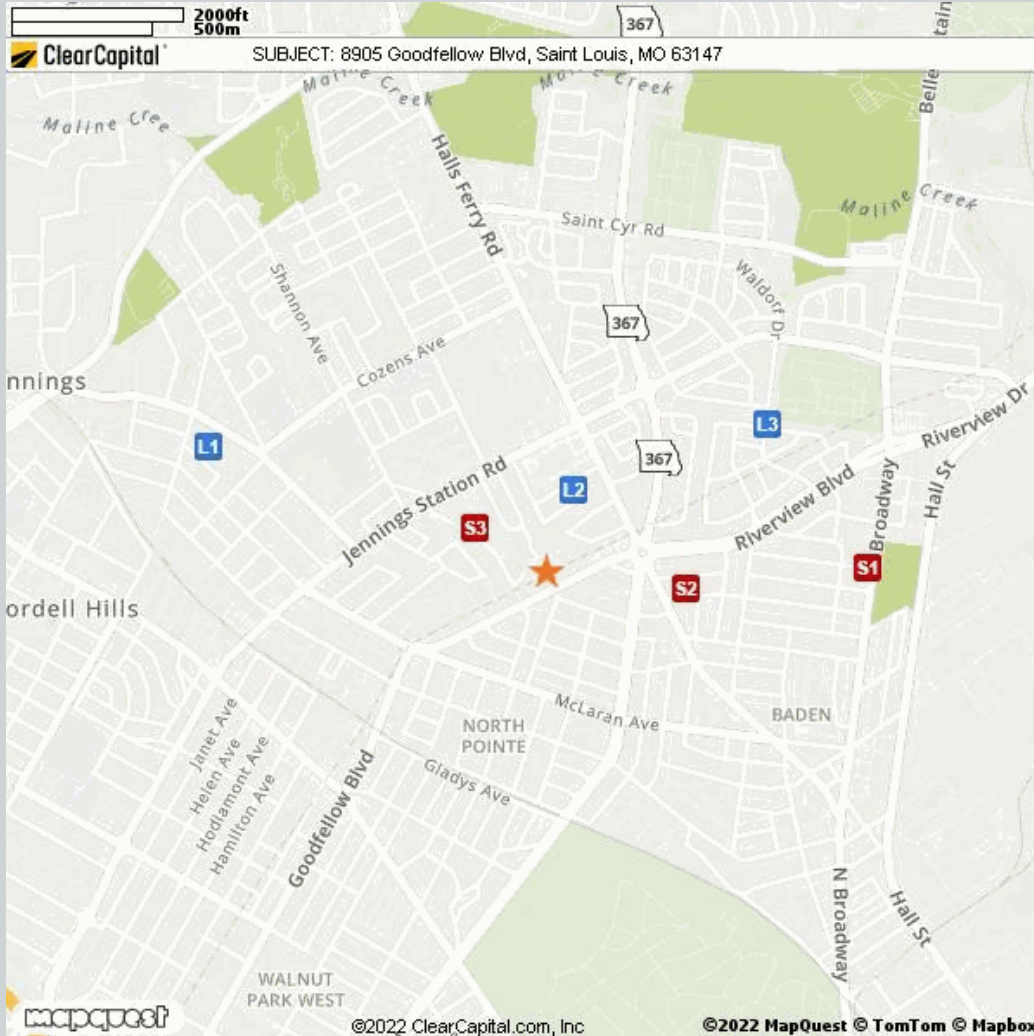 2000ft
500m
367
Belle
tain
ClearCapital
SUBJECT: 8905 Goodfellow Blvd, Saint Louis, MO 63147
Maline Creek
Maline Creek
Maline Cree
Halls Ferry Rd
Maline Creek
Saint Cyr Rd
Shannon Ave
Waldorf Dr
367
Cozens Ave
nnings
L1
L3
Riverview Dr
367
Jennings Station Rd
L2
Riverview Blvd
Broadway
Hall St
S3
S1
S2
ordell Hills
McLaran Ave
BADEN
NORTH
POINTE
Janet Ave
Helen Ave
Hodiamont Ave
Hamilton Ave
Gladys Ave
Goodfellow Blvd
N Broadway
Hall St
WALNUT
PARK WEST
mapquest
©2022 ClearCapital.com, Inc
©2022 MapQuest © TomTom © Mapbox